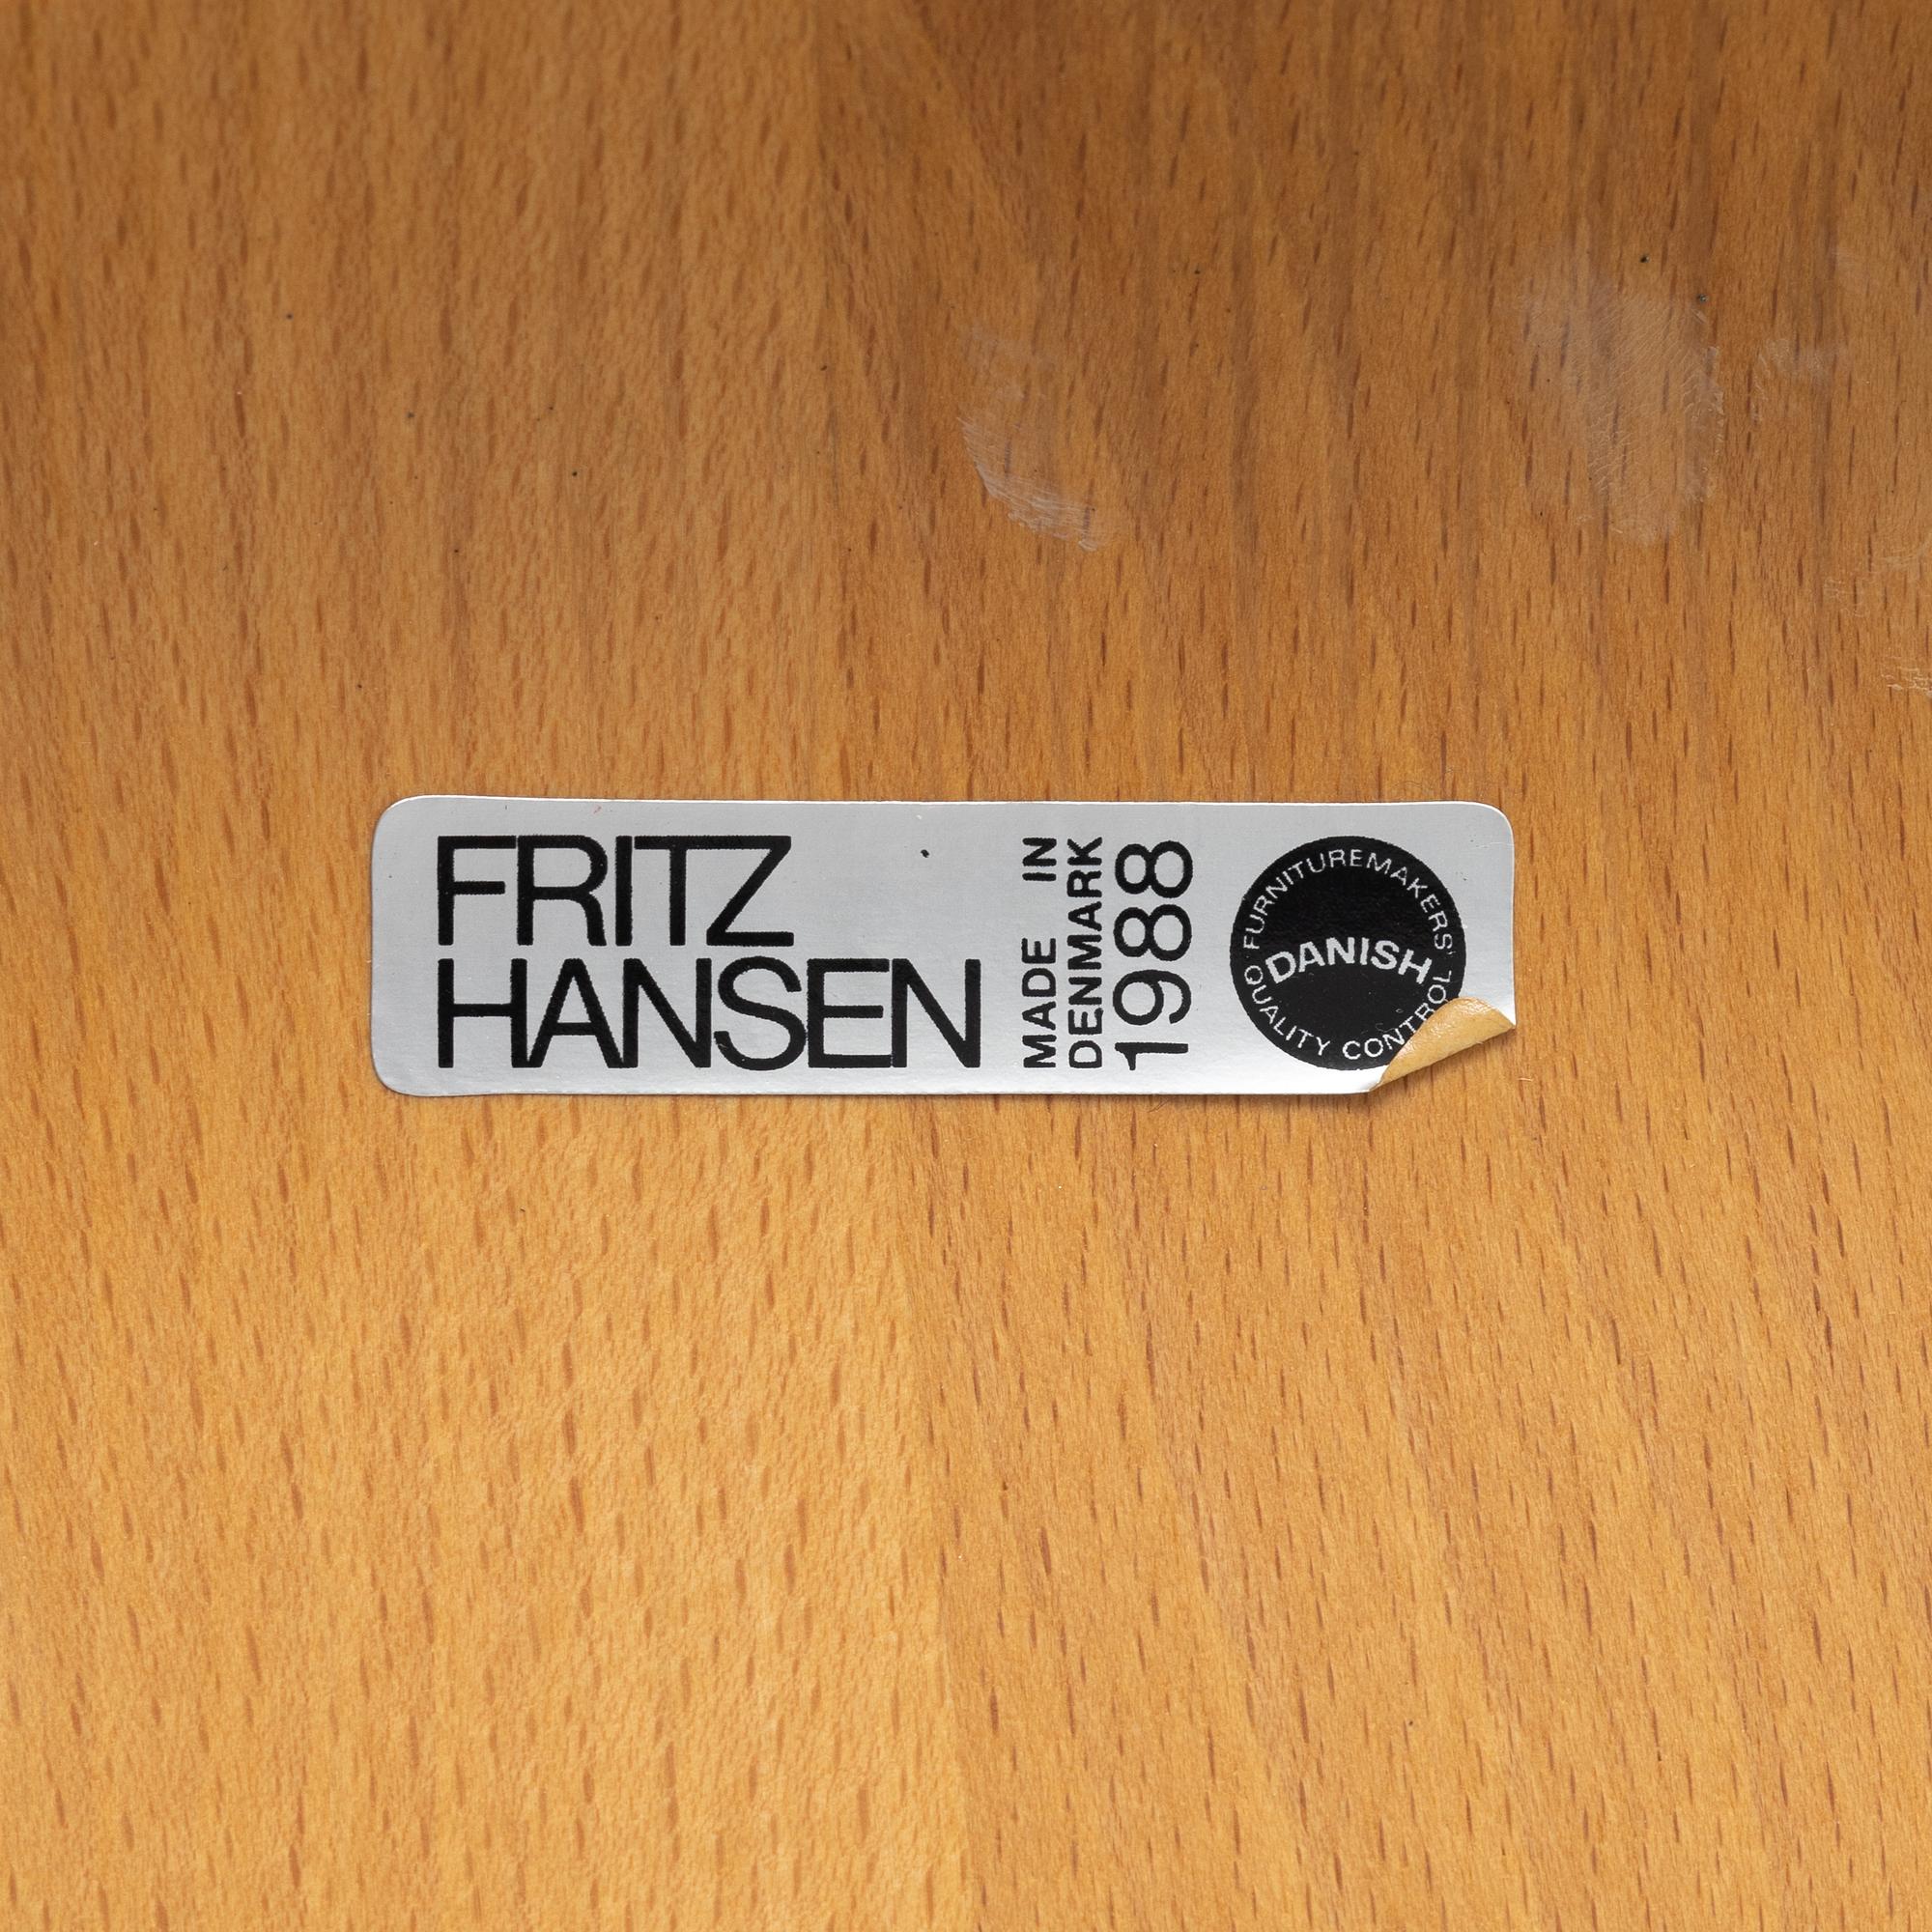 FRITZ
HANSEN
MADE IN
DENMARK
1988
FURNITUREMAKERS'
DANISH
QUALITY CONTROL